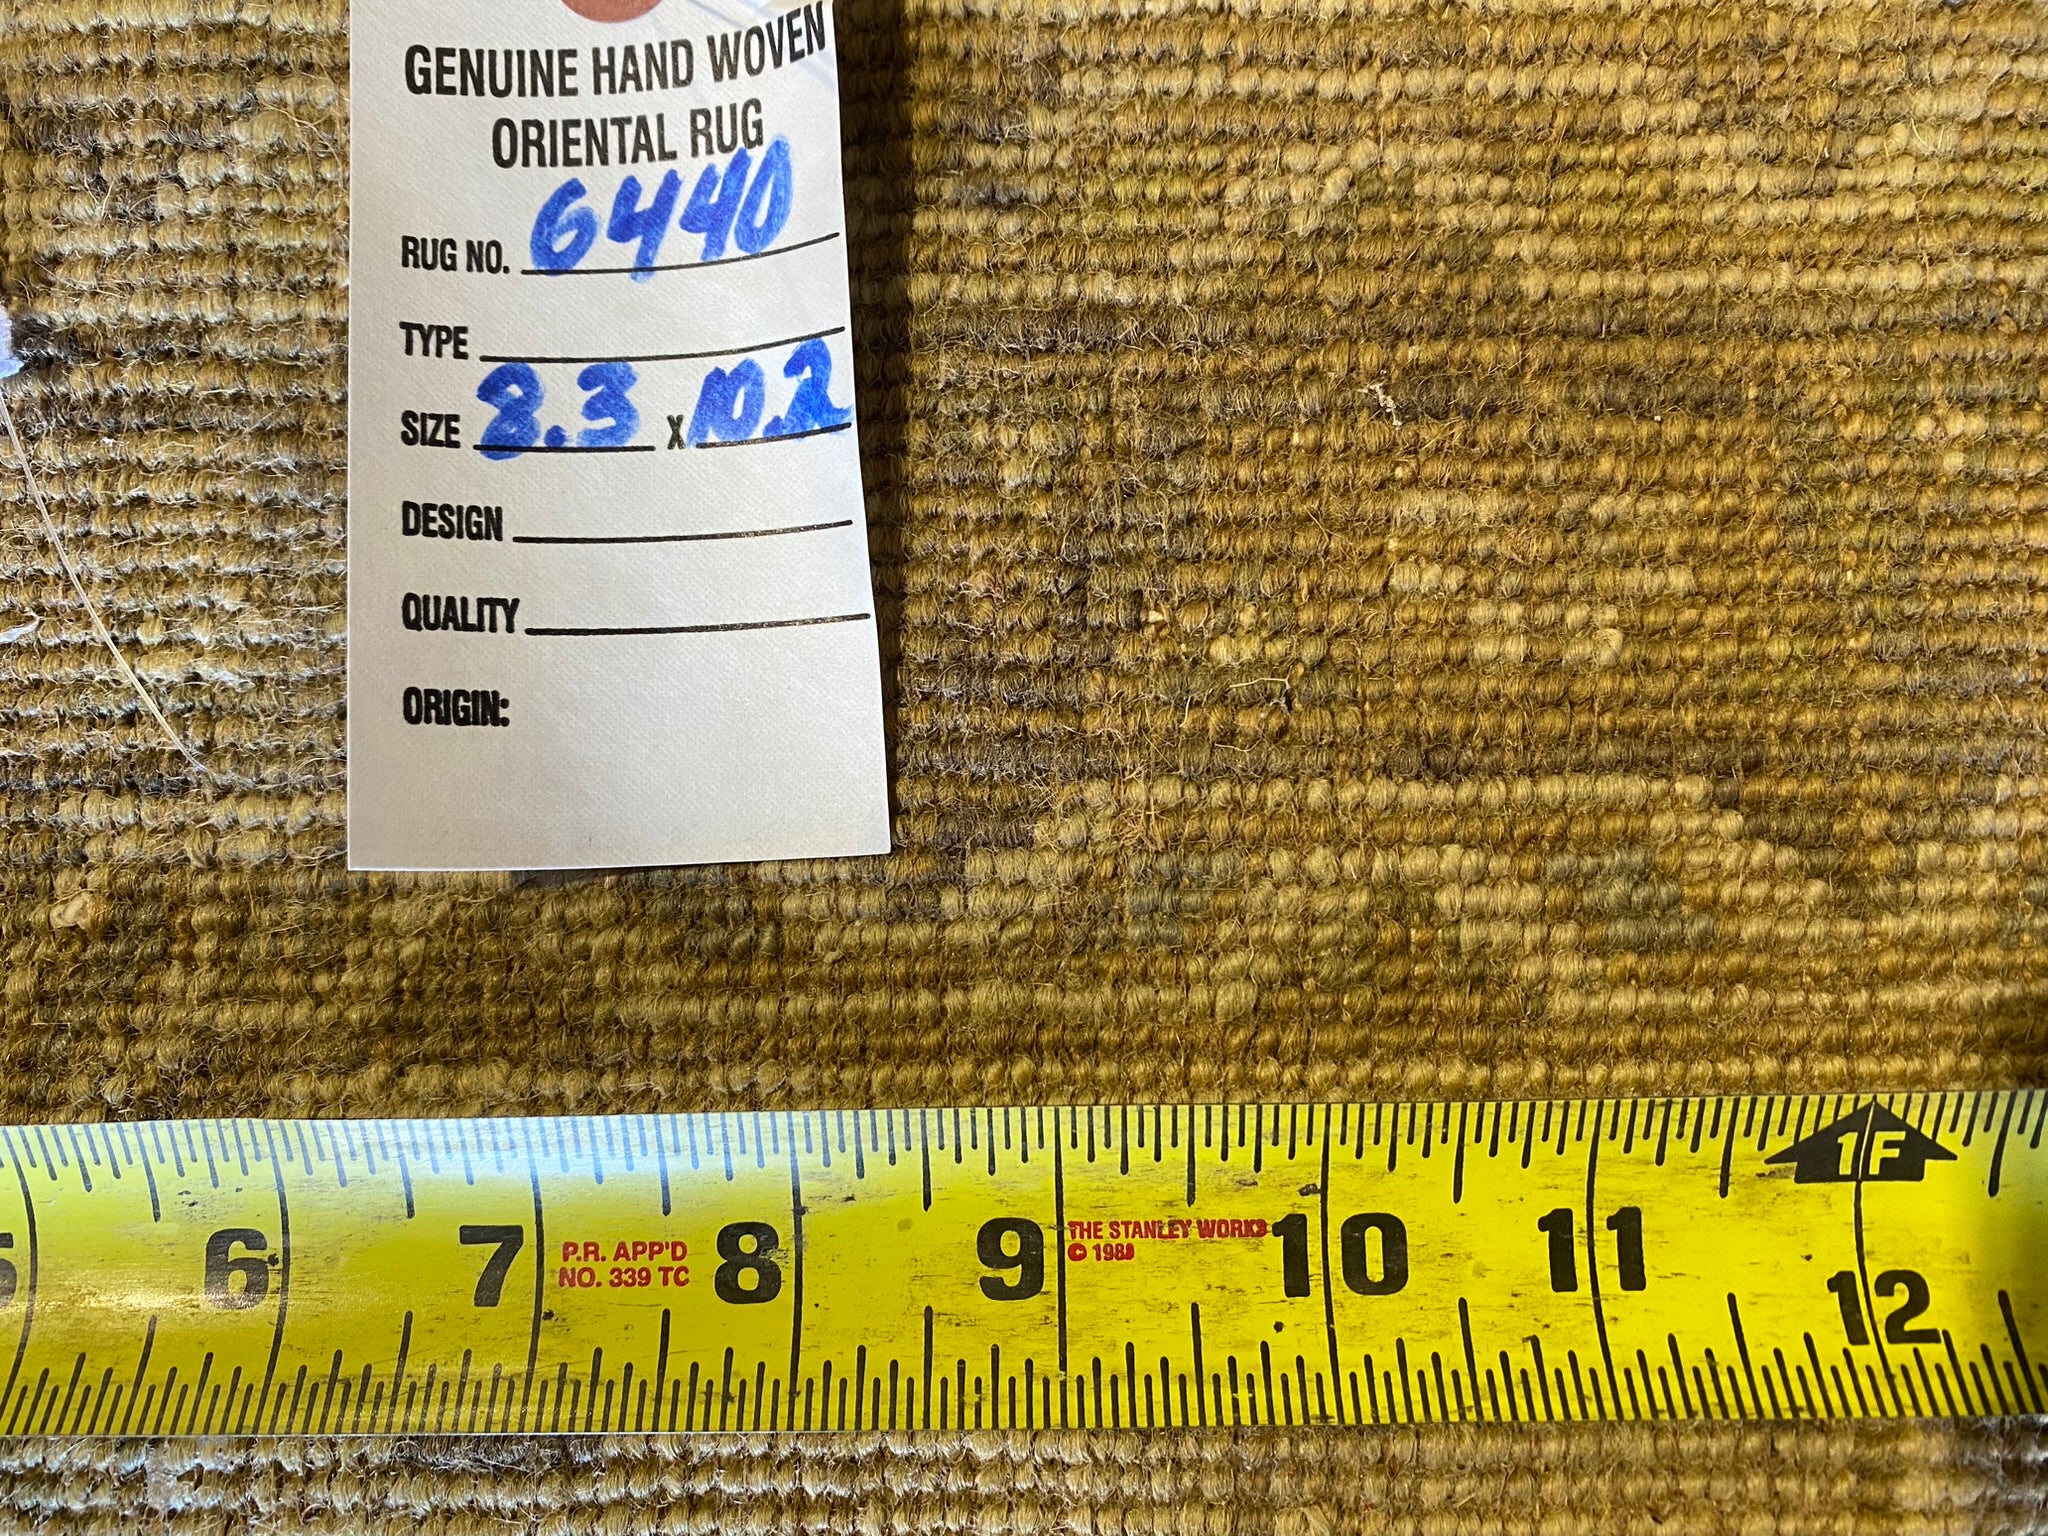 GENUINE HAND WOVEN
ORIENTAL RUG
RUG NO. 6440
TYPE
SIZE 8.3 X 10.2
DESIGN
QUALITY
ORIGIN:
1F
5 6 7 8 9 10 11 12
P.R. APP'D
NO. 339 TC
THE STANLEY WORKS